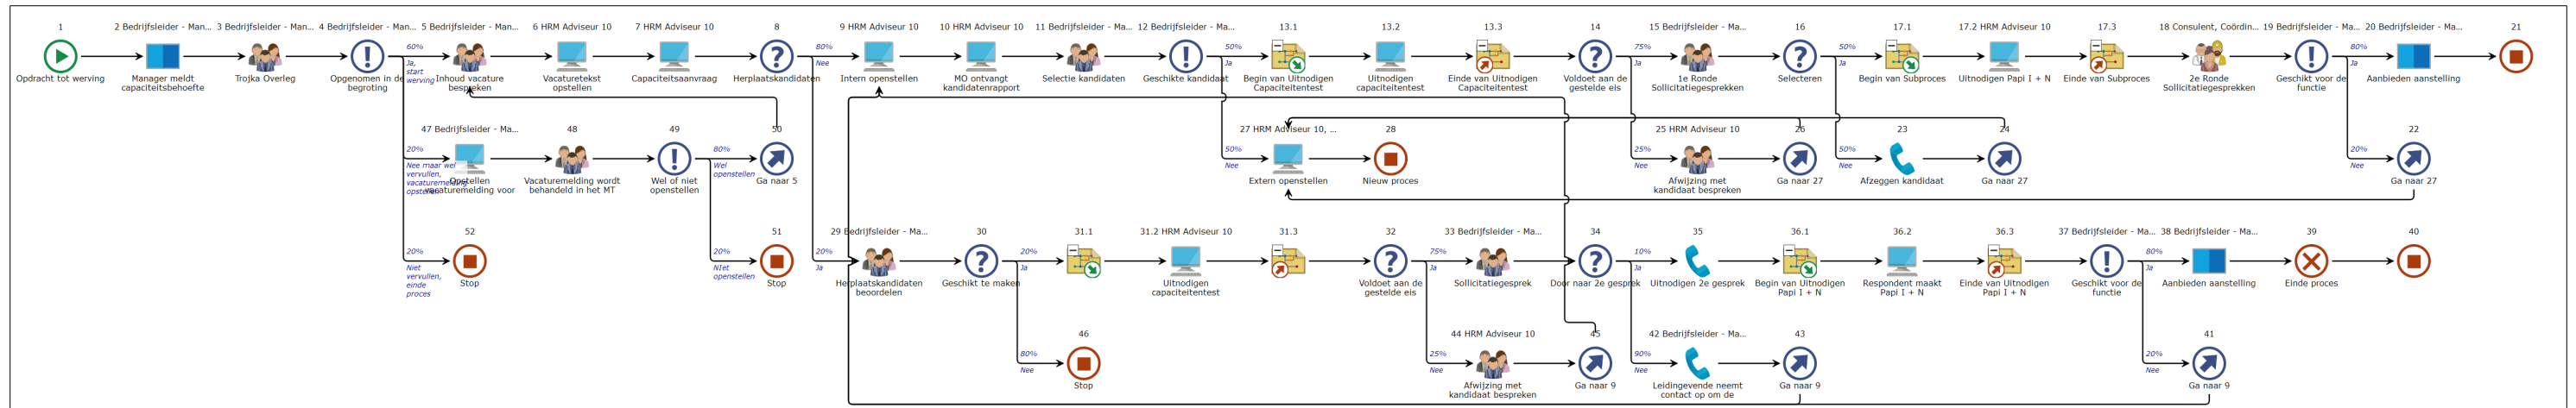 1
2 Bedrijfsleider - Man...
3 Bedrijfsleider - Man...
4 Bedrijfsleider - Man...
5 Bedrijfsleider - Man...
6 HRM Adviseur 10
7 HRM Adviseur 10
8
9 HRM Adviseur 10
10 HRM Adviseur 10
11 Bedrijfsleider - Ma...
12 Bedrijfsleider - Ma...
13.1
13.2
13.3
14
15 Bedrijfsleider - Ma...
16
17.1
17.2 HRM Adviseur 10
17.3
18 Consulent, Coördin...
19 Bedrijfsleider - Ma...
20 Bedrijfsleider - Ma...
21
60%
Ja,
start
werving
80%
Nee
50%
Ja
75%
Ja
50%
Ja
80%
Ja
Opdracht tot werving
Manager meldt
capaciteitsbehoefte
Trojka Overleg
Opgenomen in de
begroting
Inhoud vacature
bespreken
Vacaturetekst
opstellen
Capaciteitsaanvraag
Herplaatskandidaten
Intern openstellen
MO ontvangt
kandidatenrapport
Selectie kandidaten
Geschikte kandidaat
Begin van Uitnodigen
Capaciteitentest
Uitnodigen
capaciteitentest
Einde van Uitnodigen
Capaciteitentest
Voldoet aan de
gestelde eis
1e Ronde
Sollicitatiegesprekken
Selecteren
Begin van Subproces
Uitnodigen Papi I + N
Einde van Subproces
2e Ronde
Sollicitatiegesprekken
Geschikt voor de
functie
Aanbieden aanstelling
47 Bedrijfsleider - Ma...
48
49
50
27 HRM Adviseur 10, ...
28
25 HRM Adviseur 10
26
23
24
22
20%
Nee maar wel
vervullen,
vacaturemelding
opstellen
80%
Wel
openstellen
50%
Nee
25%
Nee
50%
Nee
20%
Nee
Opstellen
vacaturemelding voor
Vacaturemelding wordt
behandeld in het MT
Wel of niet
openstellen
Ga naar 5
Extern openstellen
Nieuw proces
Afwijzing met
kandidaat bespreken
Ga naar 27
Afzeggen kandidaat
Ga naar 27
Ga naar 27
52
51
29 Bedrijfsleider - Ma...
30
31.1
31.2 HRM Adviseur 10
31.3
32
33 Bedrijfsleider - Ma...
34
35
36.1
36.2
36.3
37 Bedrijfsleider - Ma...
38 Bedrijfsleider - Ma...
39
40
20%
Niet
vervullen,
einde
proces
20%
NIet
openstellen
20%
Ja
20%
Ja
75%
Ja
10%
Ja
80%
Ja
Stop
Stop
Herplaatskandidaten
beoordelen
Geschikt te maken
Uitnodigen
capaciteitentest
Voldoet aan de
gestelde eis
Sollicitatiegesprek
Door naar 2e gesprek
Uitnodigen 2e gesprek
Begin van Uitnodigen
Papi I + N
Respondent maakt
Papi I + N
Einde van Uitnodigen
Papi I + N
Geschikt voor de
functie
Aanbieden aanstelling
Einde proces
46
44 HRM Adviseur 10
45
42 Bedrijfsleider - Ma...
43
41
80%
Nee
25%
Nee
90%
Nee
20%
Nee
Stop
Afwijzing met
kandidaat bespreken
Ga naar 9
Leidingevende neemt
contact op om de
Ga naar 9
Ga naar 9